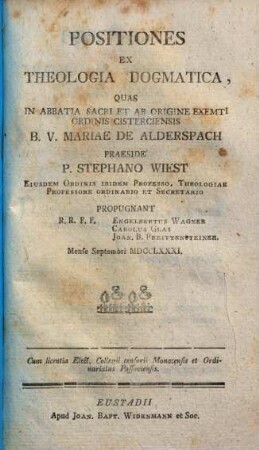 POSITIONES
EX
THEOLOGIA DOGMATICA,
QUAS
IN ABBATIA SACRI ET AB ORIGINE EXEMTI
ORDINIS CISTERCIENSIS
B. V. MARIAE DE ALDERSPACH
PRAESIDE
P. STEPHANO WIEST
EJUSDEM ORDINIS IBIDEM PROFESSO, THEOLOGIAE
PROFESSORE ORDINARIO ET SECRETARIO
PROPUGNANT
R.R. F.F. ENGELBERTUS WAGNER
CAROLUS GLAS
JOAN. B.
Mense Septembri MDCCLXXXI.
Cum licentia Elect. Collegii censorii Monacensis et Ordi-
nariatus Passaviensis.
EUSTADII
Apud JOAN. BAPT. WIDENMANN et Soc.